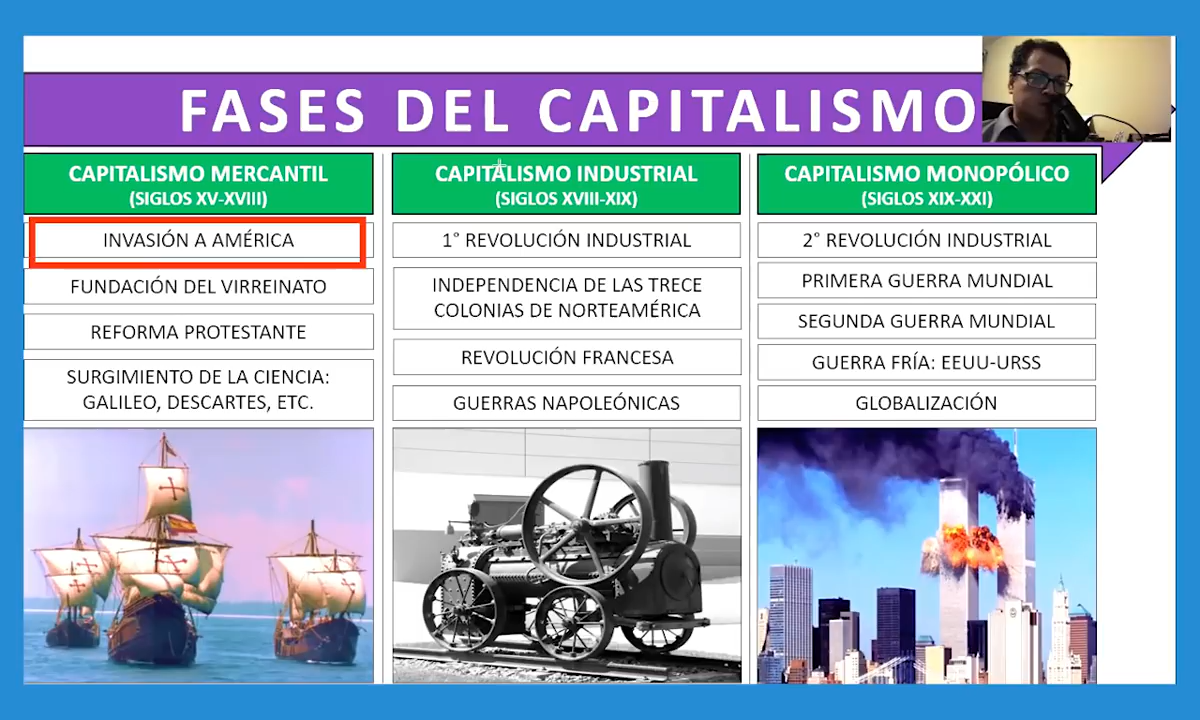 FASES DEL CAPITALISMO
CAPITALISMO MERCANTIL
(SIGLOS XV-XVIII)
INVASIÓN A AMÉRICA
FUNDACIÓN DEL VIRREINATO
REFORMA PROTESTANTE
SURGIMIENTO DE LA CIENCIA:
GALILEO, DESCARTES, ETC.
CAPITALISMO INDUSTRIAL
(SIGLOS XVIII-XIX)
1° REVOLUCIÓN INDUSTRIAL
INDEPENDENCIA DE LAS TRECE
COLONIAS DE NORTEAMÉRICA
REVOLUCIÓN FRANCESA
GUERRAS NAPOLEÓNICAS
CAPITALISMO MONOPÓLICO
(SIGLOS XIX-XXI)
2° REVOLUCIÓN INDUSTRIAL
PRIMERA GUERRA MUNDIAL
SEGUNDA GUERRA MUNDIAL
GUERRA FRÍA: EEUU-URSS
GLOBALIZACIÓN